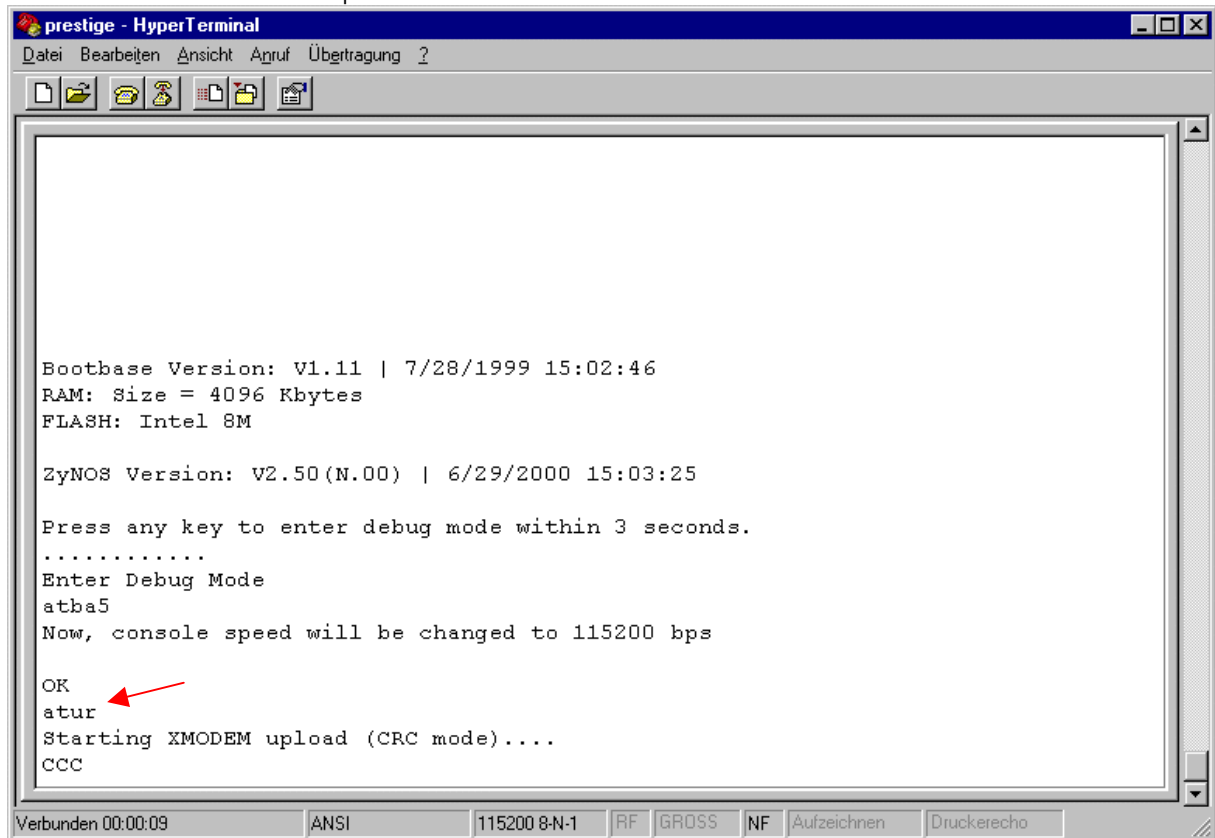 prestige - HyperTerminal
Datei Bearbeiten Ansicht Anruf Übertragung ?
Bootbase Version: V1.11 | 7/28/1999 15:02:46
RAM: Size = 4096 Kbytes
FLASH: Intel 8M
ZyNOS Version: V2.50(N.00) | 6/29/2000 15:03:25
Press any key to enter debug mode within 3 seconds.
............
Enter Debug Mode
atba5
Now, console speed will be changed to 115200 bps
OK
atur
Starting XMODEM upload (CRC mode)....
CCC
Verbunden 00:00:09 ANSI 115200 8-N-1 RF GROSS NF Aufzeichnen Druckerecho